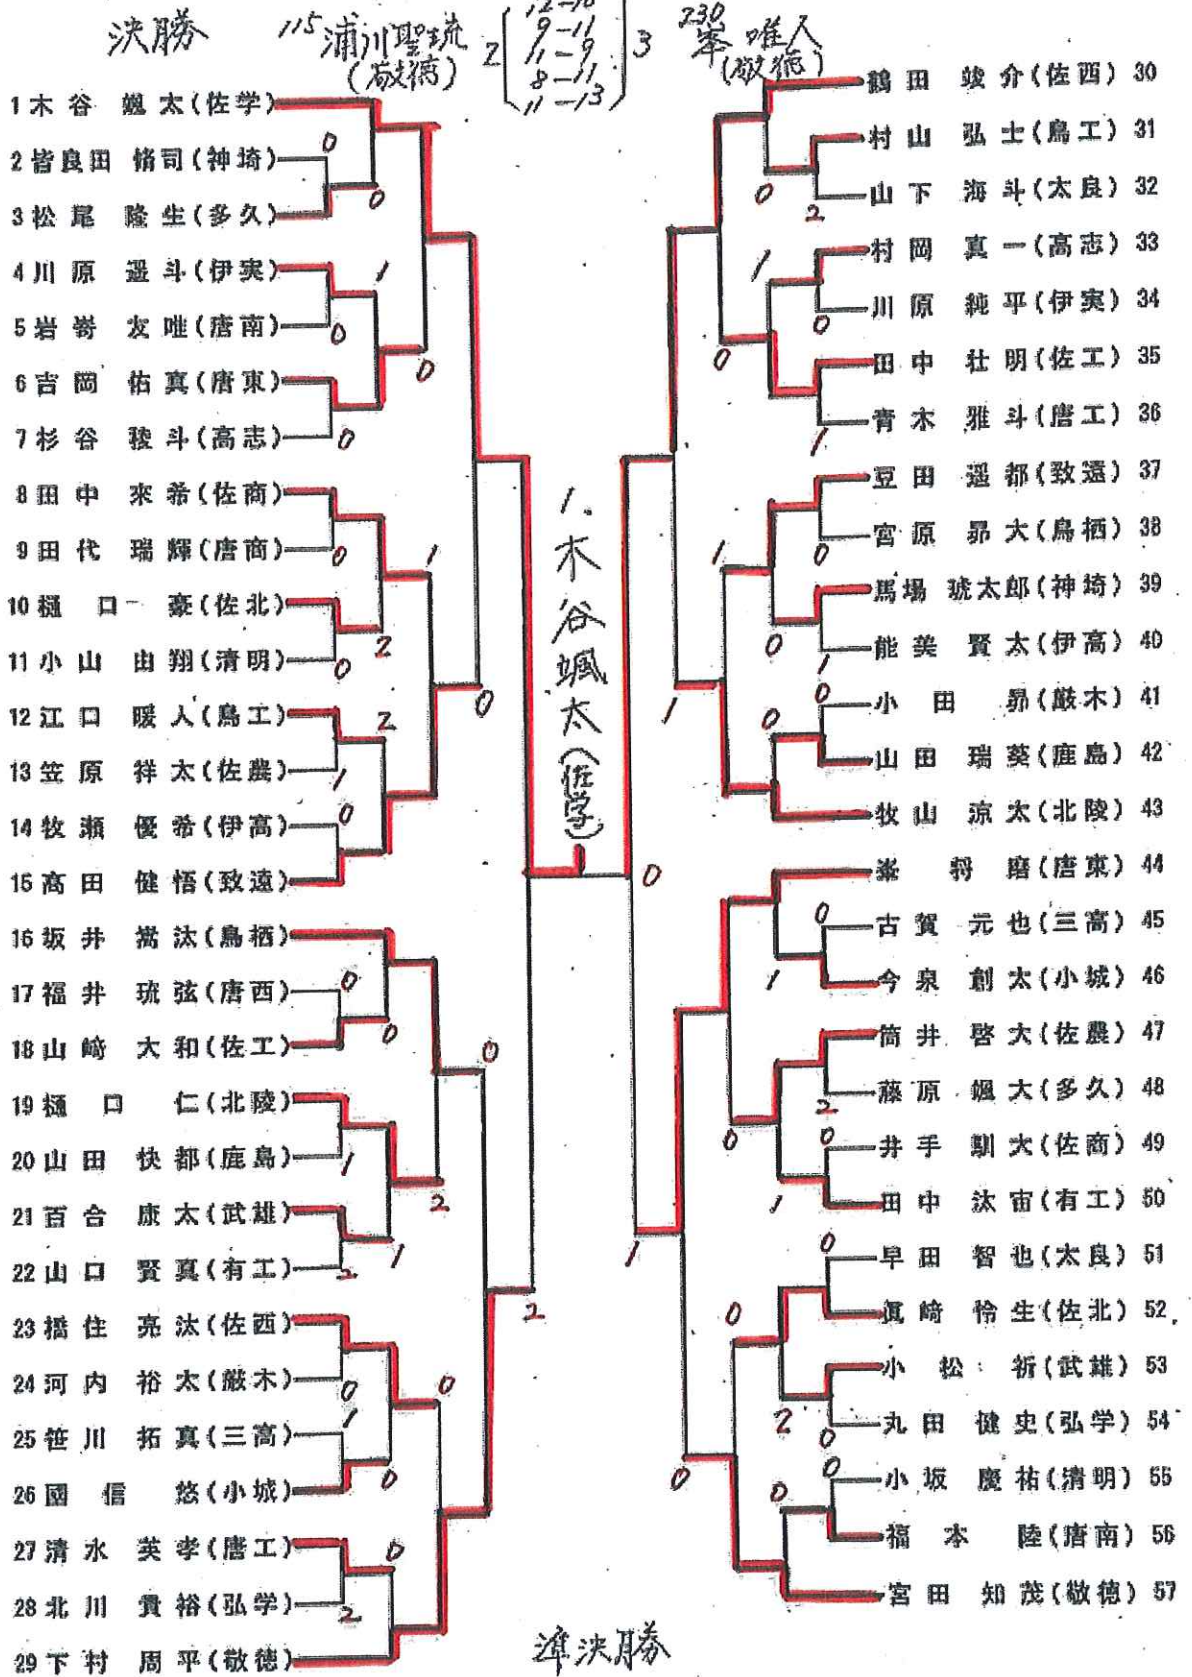 決勝
115 浦川聖琉 (敬徳) 2
12-10
9-11
11-9
8-11
11-13
3 230 峯 唯人 (敬徳)
1 木谷 颯太(佐学)
2 皆良田 脩司(神埼)
3 松尾 隆生(多久)
4 川原 遥斗(伊実)
5 岩嵜 友唯(唐南)
6 吉岡 佑真(唐東)
7 杉谷 稜斗(高志)
8 田中 來希(佐商)
9 田代 瑞輝(唐商)
10 樋口 豪(佐北)
11 小山 由翔(清明)
12 江口 暖人(鳥工)
13 笠原 祥太(佐農)
14 牧瀬 優希(伊高)
15 高田 健悟(致遠)
16 坂井 嵩汰(鳥栖)
17 福井 琉弦(唐西)
18 山﨑 大和(佐工)
19 樋口 仁(北陵)
20 山田 快都(鹿島)
21 百合 康太(武雄)
22 山口 賢真(有工)
23 橋住 亮汰(佐西)
24 河内 裕太(厳木)
25 笹川 拓真(三高)
26 國信 悠(小城)
27 清水 英孝(唐工)
28 北川 貴裕(弘学)
29 下村 周平(敬徳)
1. 木谷颯太(佐学)
鶴田 竣介(佐西) 30
村山 弘士(鳥工) 31
山下 海斗(太良) 32
村岡 真一(高志) 33
川原 純平(伊実) 34
田中 壮明(佐工) 35
青木 雅斗(唐工) 36
豆田 遥都(致遠) 37
宮原 昴大(鳥栖) 38
馬場 琥太郎(神埼) 39
能美 賢太(伊高) 40
小田 昴(厳木) 41
山田 瑞葵(鹿島) 42
牧山 涼太(北陵) 43
峯 将磨(唐東) 44
古賀 元也(三高) 45
今泉 創太(小城) 46
筒井 啓大(佐農) 47
藤原 颯大(多久) 48
井手 馴大(佐商) 49
田中 汰宙(有工) 50
早田 智也(太良) 51
眞﨑 怜生(佐北) 52
小松 祈(武雄) 53
丸田 健史(弘学) 54
小坂 慶祐(清明) 55
福本 陸(唐南) 56
宮田 知茂(敬徳) 57
準決勝